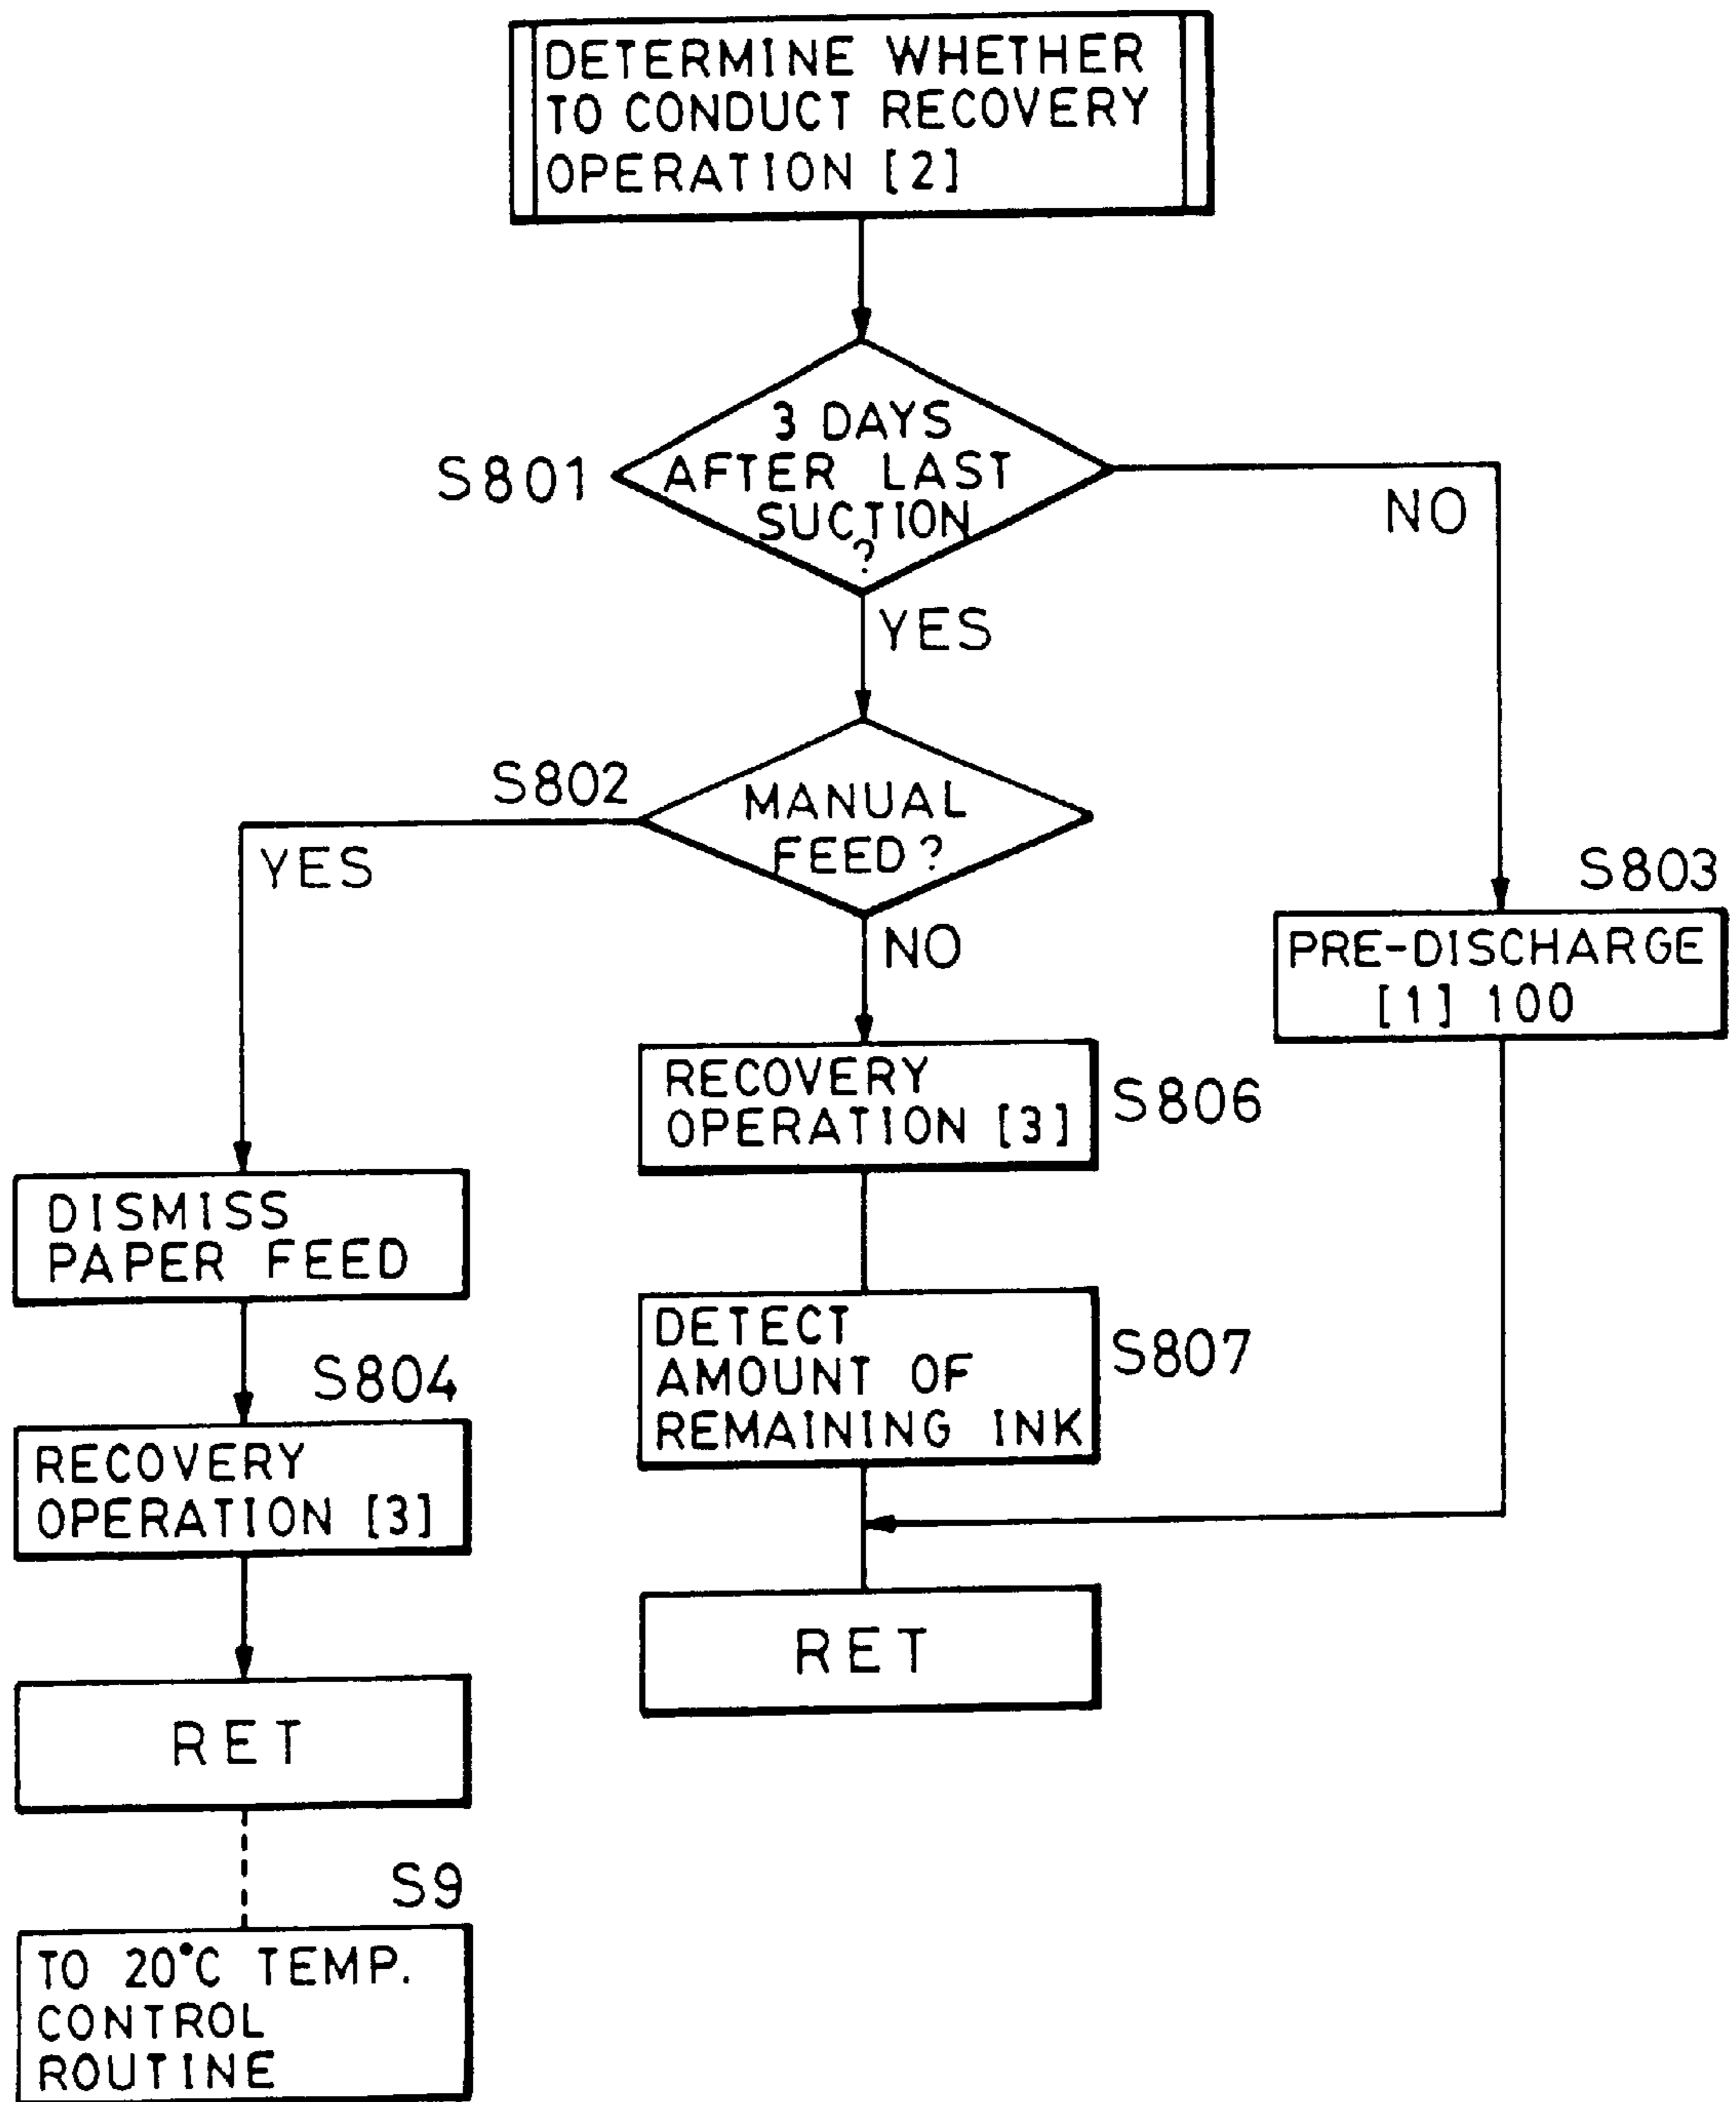 DETERMINE WHETHER
TO CONDUCT RECOVERY
OPERATION [2]
S801
3 DAYS
AFTER LAST
SUCTION
?
NO
YES
S802
MANUAL
FEED?
YES
NO
S803
PRE-DISCHARGE
[1] 100
RECOVERY
OPERATION [3]
S806
DISMISS
PAPER FEED
DETECT
AMOUNT OF
REMAINING INK
S807
S804
RECOVERY
OPERATION [3]
RET
RET
S9
TO 20°C TEMP.
CONTROL
ROUTINE